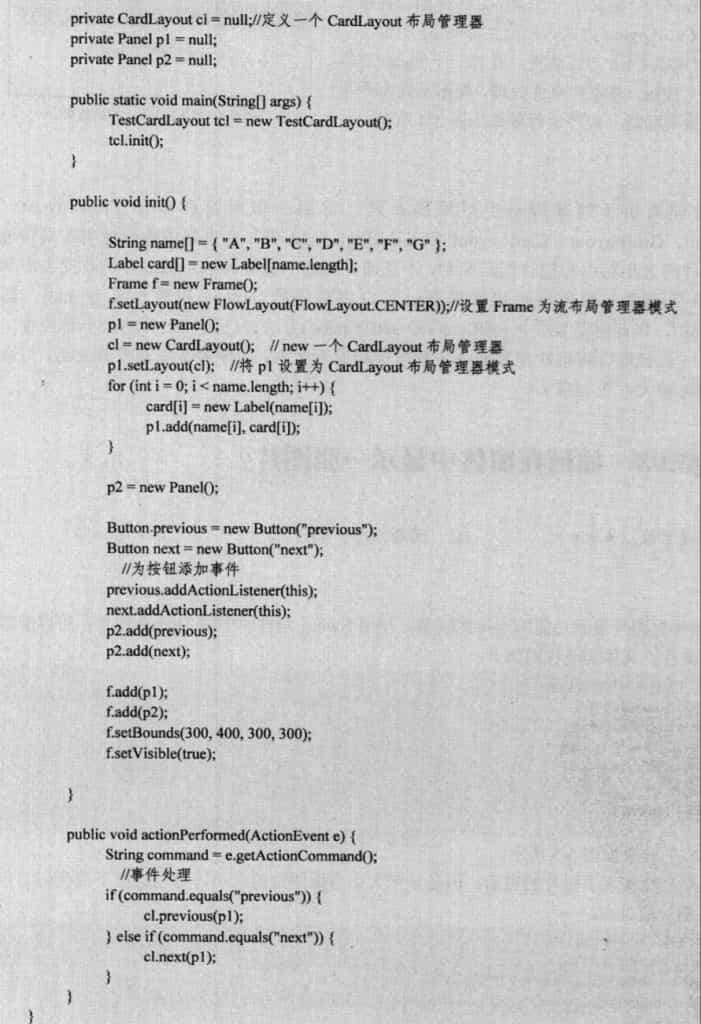 private CardLayout cl = null;//定义一个 CardLayout 布局管理器
private Panel p1 = null;
private Panel p2 = null;
public static void main(String[] args) {
TestCardLayout tcl = new TestCardLayout();
tcl.init();
}
public void init() {
String name[] = { "A", "B", "C", "D", "E", "F", "G" };
Label card[] = new Label[name.length];
Frame f = new Frame();
f.setLayout(new FlowLayout(FlowLayout.CENTER));//设置 Frame 为流布局管理器模式
p1 = new Panel();
cl = new CardLayout(); // new 一个 CardLayout 布局管理器
p1.setLayout(cl); //将 p1 设置为 CardLayout 布局管理器模式
for (int i = 0; i < name.length; i++) {
card[i] = new Label(name[i]);
p1.add(name[i], card[i]);
}
p2 = new Panel();
Button previous = new Button("previous");
Button next = new Button("next");
//为按钮添加事件
previous.addActionListener(this);
next.addActionListener(this);
p2.add(previous);
p2.add(next);
f.add(p1);
f.add(p2);
f.setBounds(300, 400, 300, 300);
f.setVisible(true);
}
public void actionPerformed(ActionEvent e) {
String command = e.getActionCommand();
//事件处理
if (command.equals("previous")) {
cl.previous(p1);
} else if (command.equals("next")) {
cl.next(p1);
}
}
}